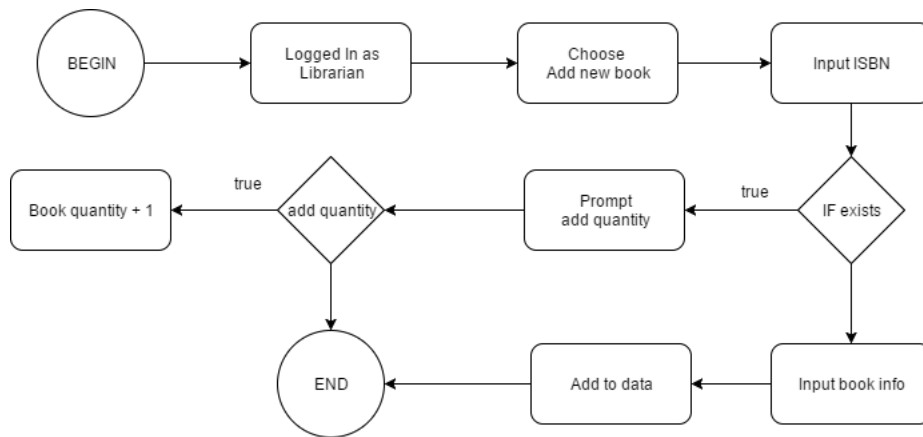 BEGIN
Logged In as
Librarian
Choose
Add new book
Input ISBN
Book quantity + 1
true
add quantity
Prompt
add quantity
true
IF exists
END
Add to data
Input book info